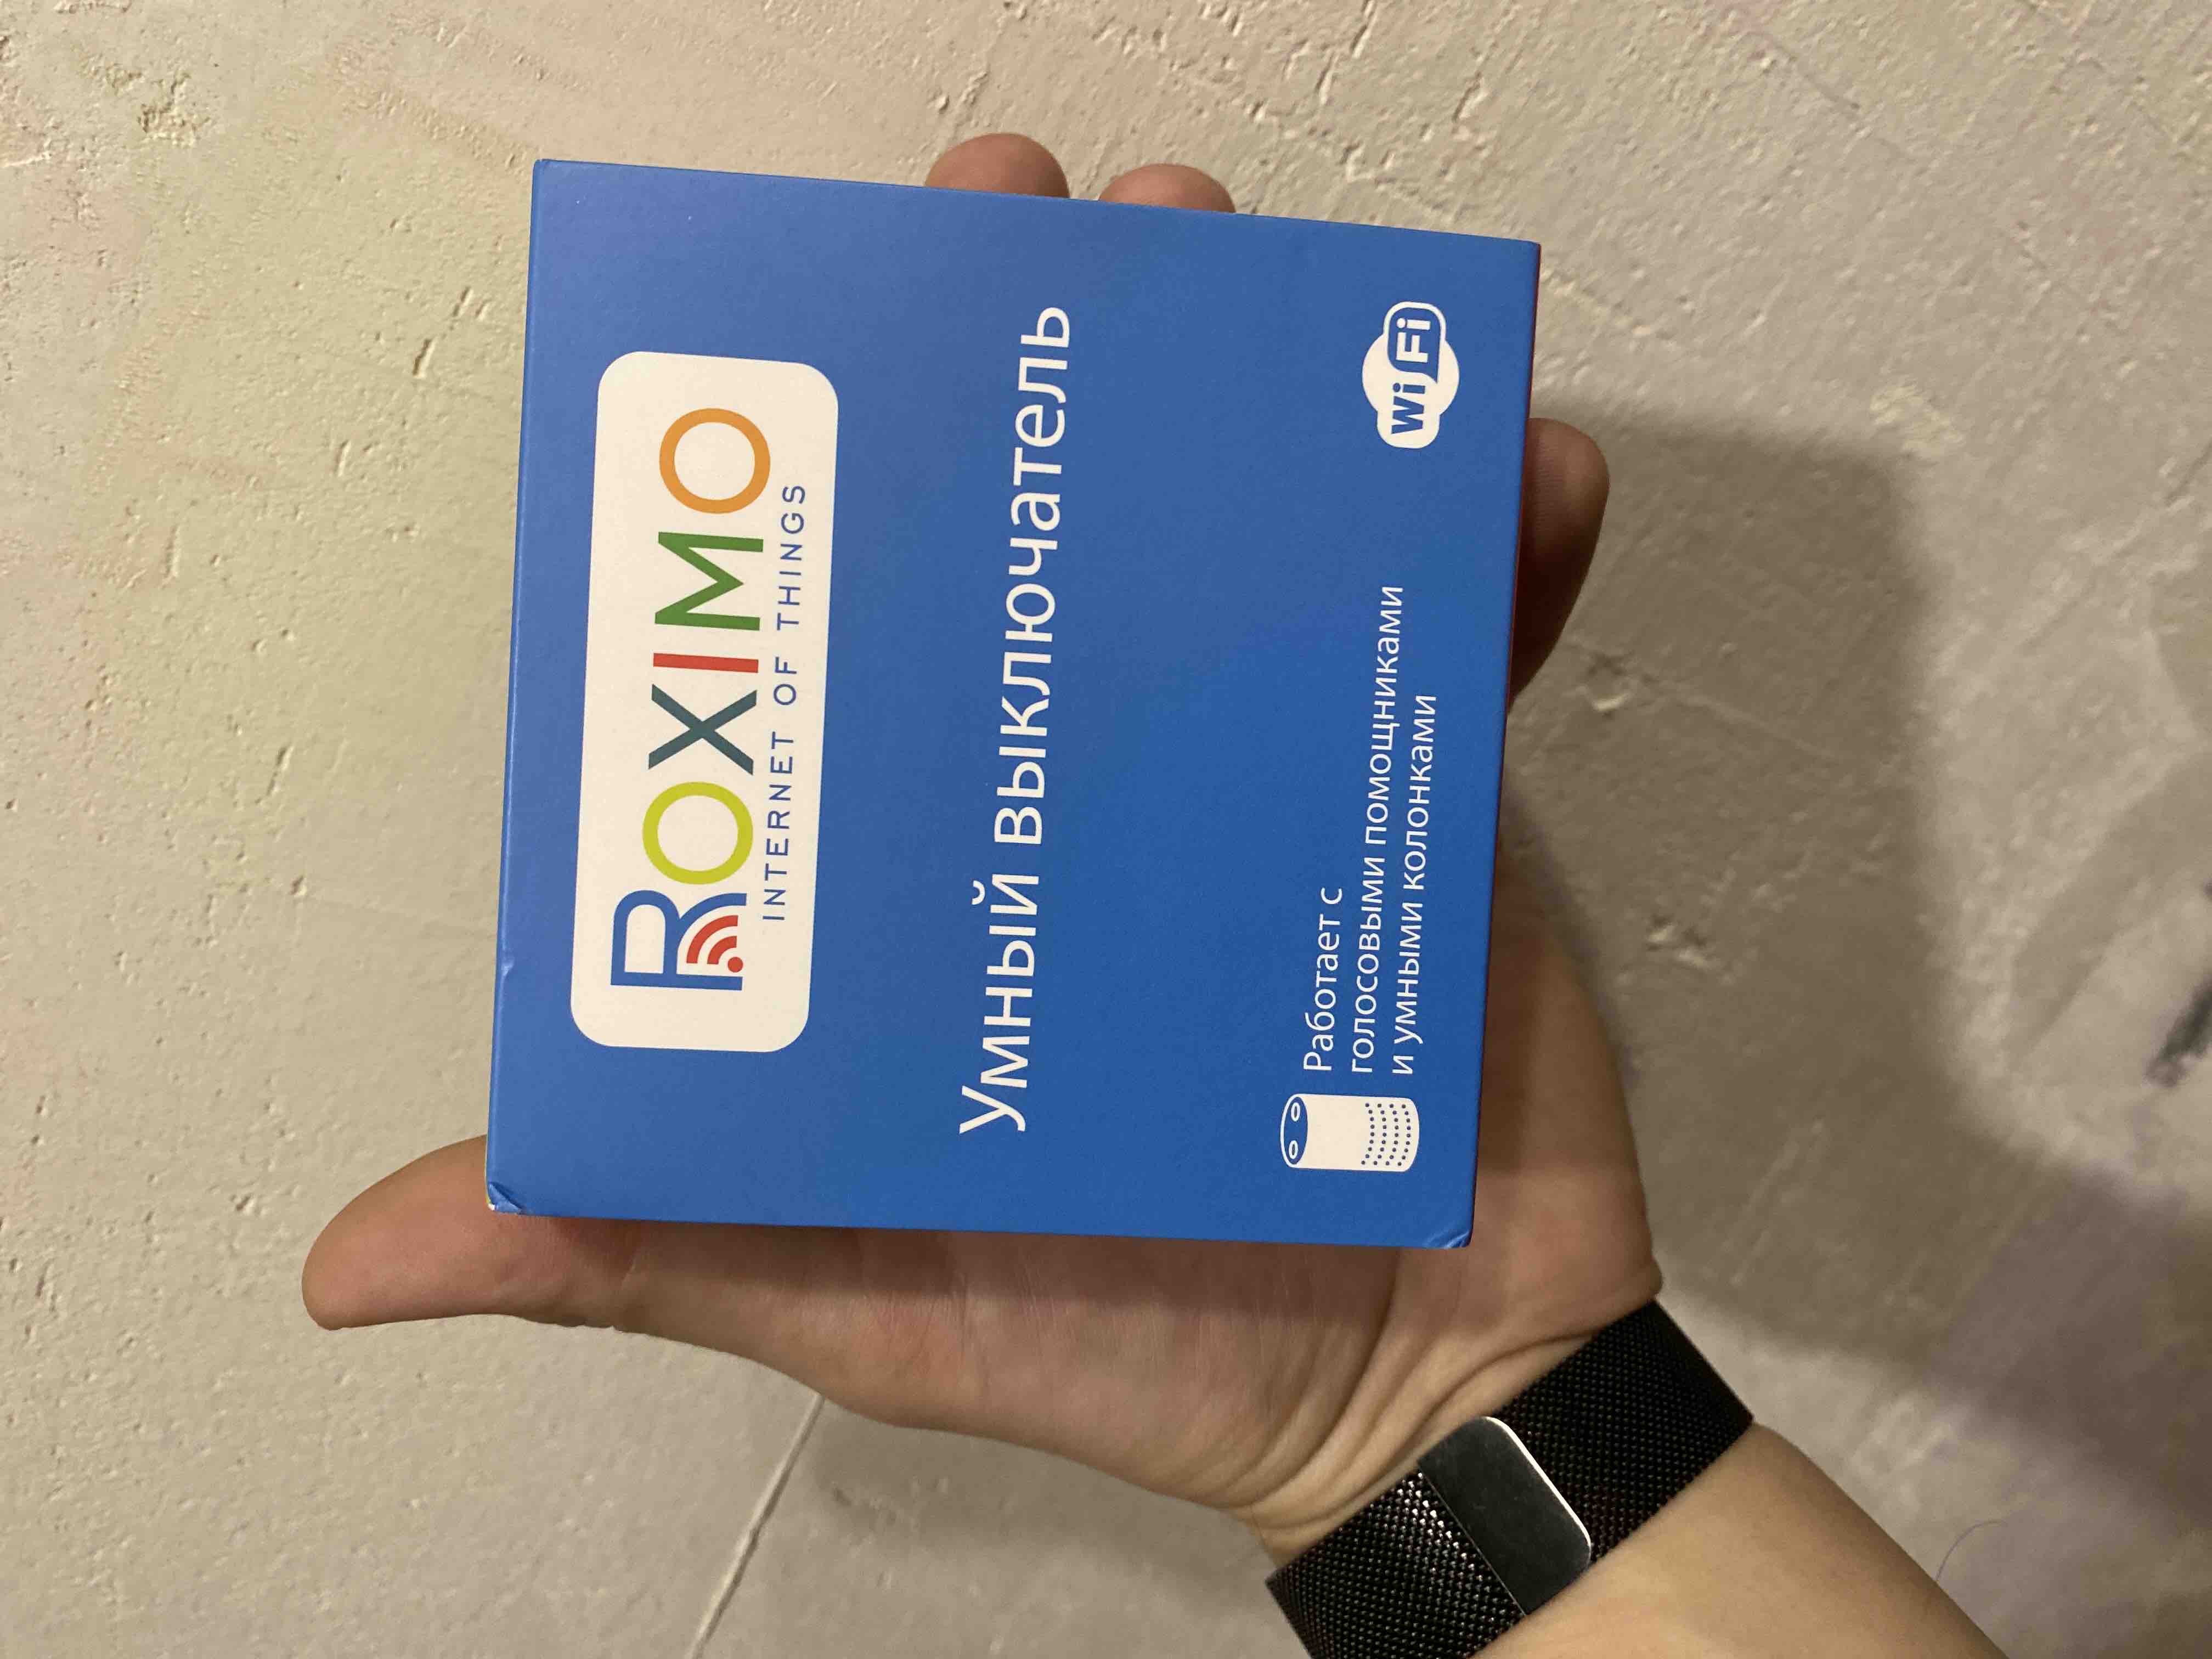 ROXIMO
INTERNET OF THINGS
Умный выключатель
Работает с
голосовыми помощниками
и умными колонками
Wi Fi